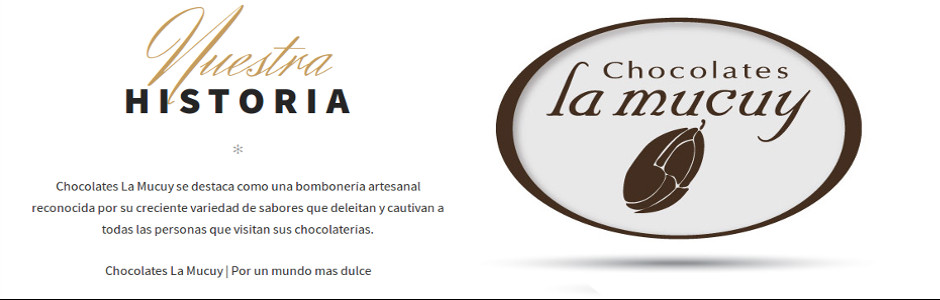 Nuestra
HISTORIA
Chocolates La Mucuy se destaca como una bombonería artesanal
reconocida por su creciente variedad de sabores que deleitan y cautivan a
todas las personas que visitan sus chocolaterías.
Chocolates La Mucuy | Por un mundo mas dulce
Chocolates
la mucuy